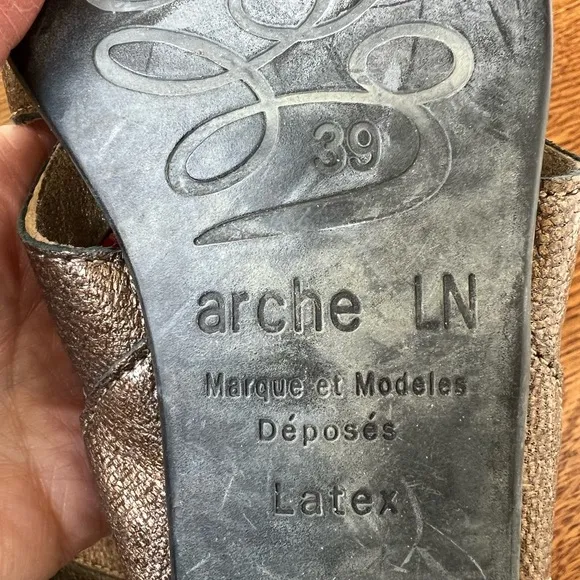 39
arche LN
Marque et Modeles
Déposés
Latex